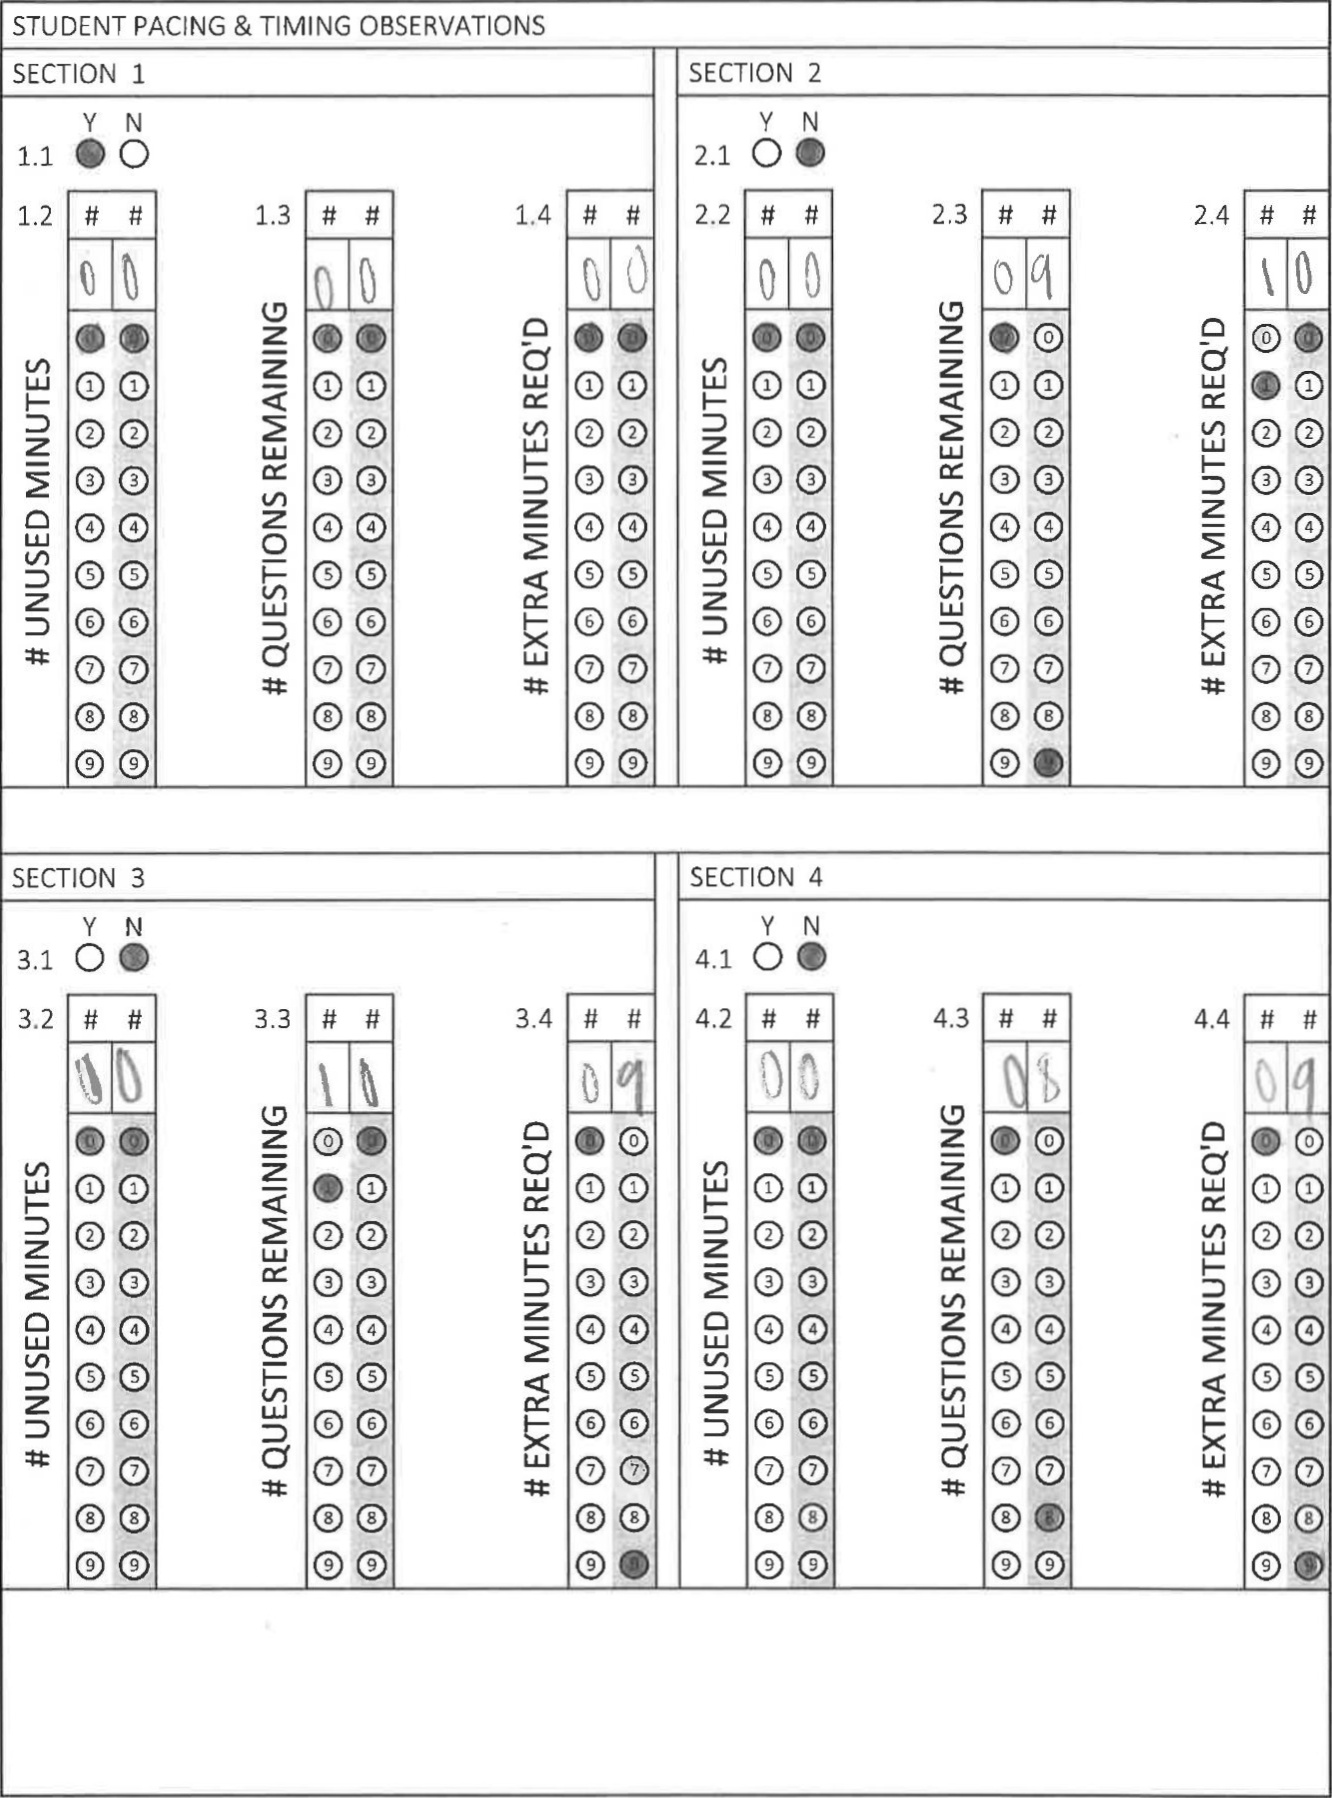 STUDENT PACING & TIMING OBSERVATIONS
SECTION 1
Y N
1.1
1.2 # # 1.3 # # 1.4 # #
0 0 0 0 0 0
# UNUSED MINUTES
# QUESTIONS REMAINING
# EXTRA MINUTES REQ'D
0 0 0 0 0 0
1 1 1 1 1 1
2 2 2 2 2 2
3 3 3 3 3 3
4 4 4 4 4 4
5 5 5 5 5 5
6 6 6 6 6 6
7 7 7 7 7 7
8 8 8 8 8 8
9 9 9 9 9 9
SECTION 2
Y N
2.1
2.2 # # 2.3 # # 2.4 # #
0 0 0 9 1 0
# UNUSED MINUTES
# QUESTIONS REMAINING
# EXTRA MINUTES REQ'D
0 0 0 0 0 0
1 1 1 1 1 1
2 2 2 2 2 2
3 3 3 3 3 3
4 4 4 4 4 4
5 5 5 5 5 5
6 6 6 6 6 6
7 7 7 7 7 7
8 8 8 8 8 8
9 9 9 9 9 9
SECTION 3
Y N
3.1
3.2 # # 3.3 # # 3.4 # #
0 0 1 0 0 9
# UNUSED MINUTES
# QUESTIONS REMAINING
# EXTRA MINUTES REQ'D
0 0 0 0 0 0
1 1 1 1 1 1
2 2 2 2 2 2
3 3 3 3 3 3
4 4 4 4 4 4
5 5 5 5 5 5
6 6 6 6 6 6
7 7 7 7 7 7
8 8 8 8 8 8
9 9 9 9 9 9
SECTION 4
Y N
4.1
4.2 # # 4.3 # # 4.4 # #
0 0 0 8 0 9
# UNUSED MINUTES
# QUESTIONS REMAINING
# EXTRA MINUTES REQ'D
0 0 0 0 0 0
1 1 1 1 1 1
2 2 2 2 2 2
3 3 3 3 3 3
4 4 4 4 4 4
5 5 5 5 5 5
6 6 6 6 6 6
7 7 7 7 7 7
8 8 8 8 8 8
9 9 9 9 9 9